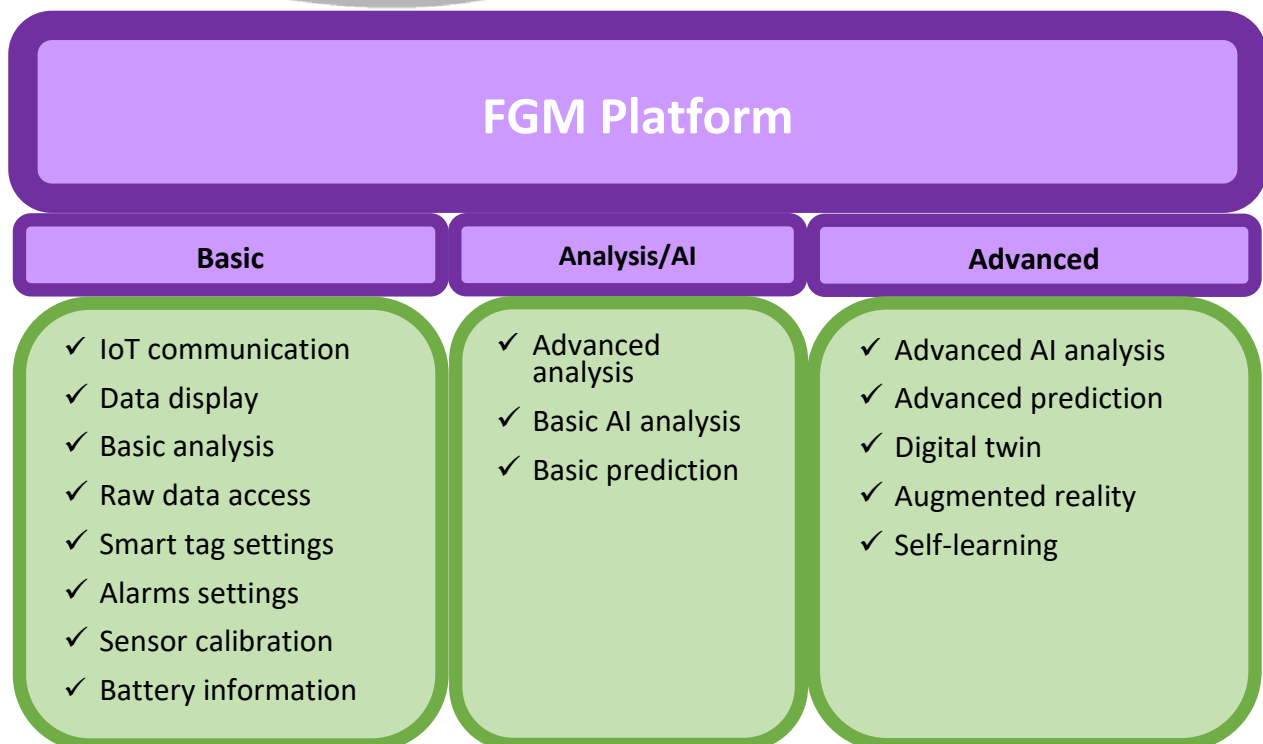 FGM Platform
Basic
Analysis/AI
Advanced
✓ IoT communication
✓ Data display
✓ Basic analysis
✓ Raw data access
✓ Smart tag settings
✓ Alarms settings
✓ Sensor calibration
✓ Battery information
✓ Advanced
analysis
✓ Basic AI analysis
✓ Basic prediction
✓ Advanced AI analysis
✓ Advanced prediction
✓ Digital twin
✓ Augmented reality
✓ Self-learning